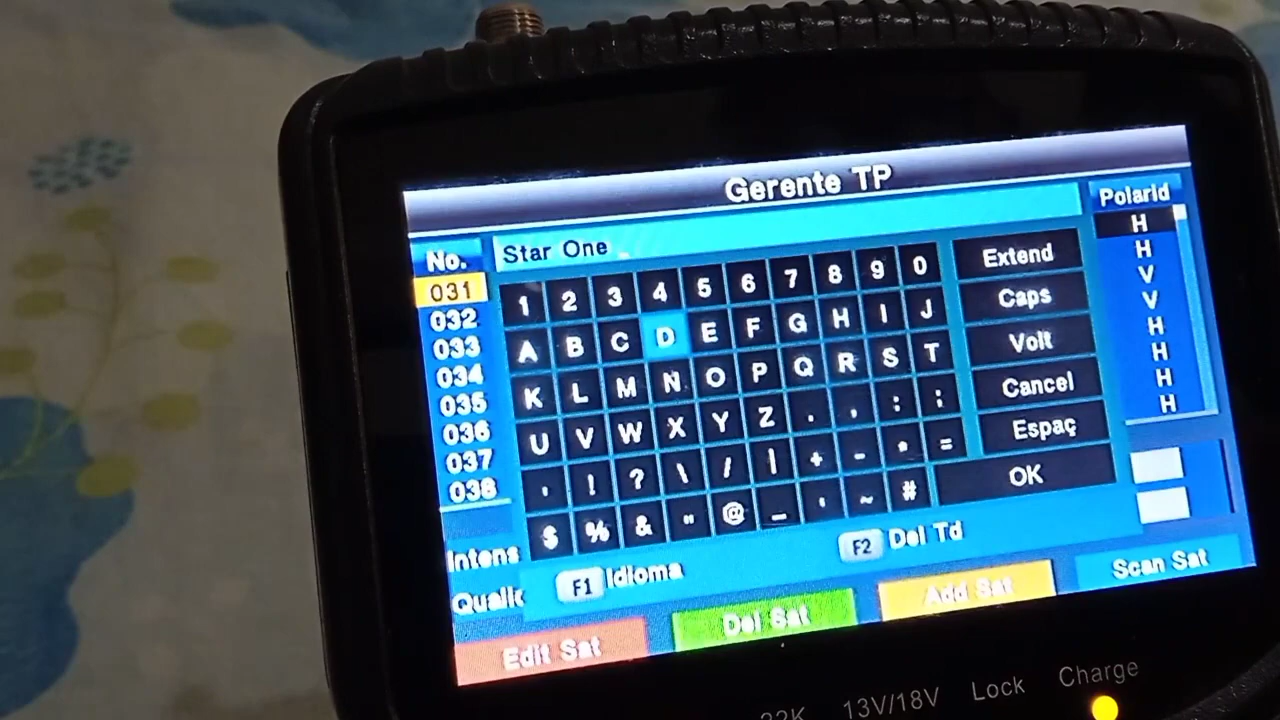 Gerente TP
No.
Star One
Polarid
031
032
033
034
035
036
037
038
1 2 3 4 5 6 7 8 9 0
A B C D E F G H I J
K L M N O P Q R S T
U V W X Y Z . , : ;
! ? \ / | + - * =
$ % & " @ _ ' ~ #
Extend
Caps
Volt
Cancel
Espaç
OK
H
H
V
V
H
H
H
H
Intens
Qualic
F1 Idioma
F2 Del Td
Edit Sat
Del Sat
Add Sat
Scan Sat
22K
13V/18V
Lock
Charge